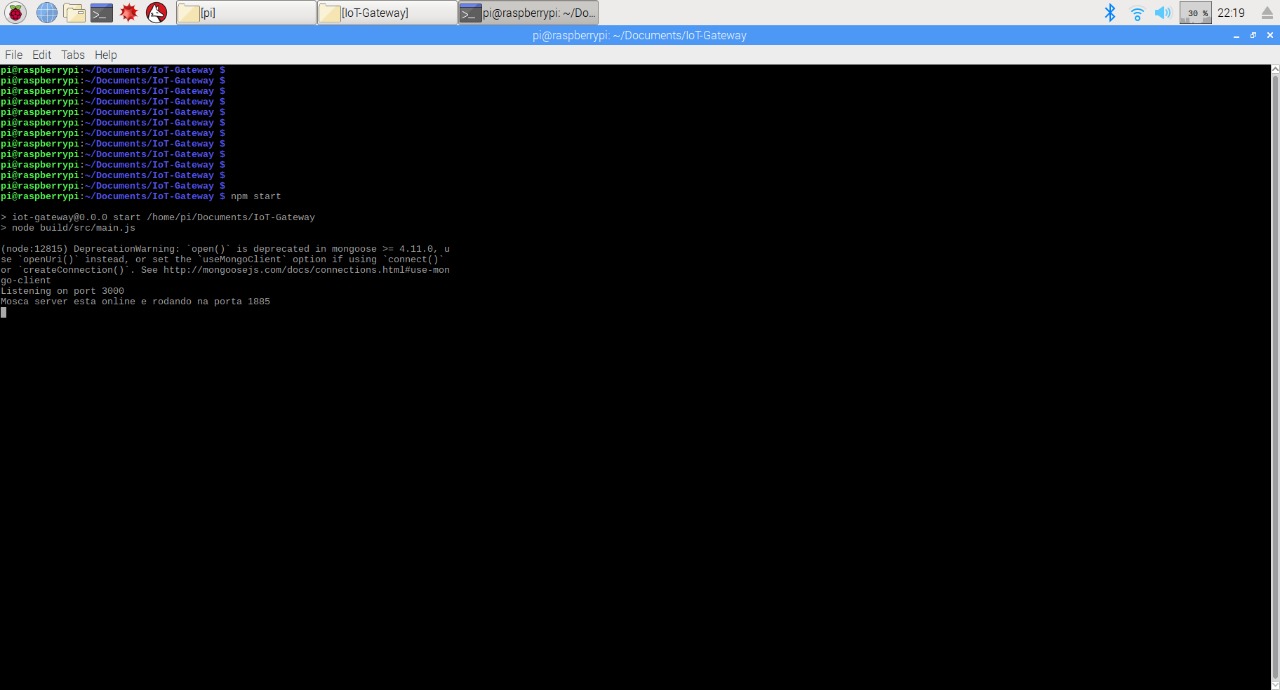 [pi]
[IoT-Gateway]
pi@raspberrypi: ~/Do...
30 %
22:19
pi@raspberrypi: ~/Documents/IoT-Gateway
File Edit Tabs Help
pi@raspberrypi:~/Documents/IoT-Gateway $
pi@raspberrypi:~/Documents/IoT-Gateway $
pi@raspberrypi:~/Documents/IoT-Gateway $
pi@raspberrypi:~/Documents/IoT-Gateway $
pi@raspberrypi:~/Documents/IoT-Gateway $
pi@raspberrypi:~/Documents/IoT-Gateway $
pi@raspberrypi:~/Documents/IoT-Gateway $
pi@raspberrypi:~/Documents/IoT-Gateway $
pi@raspberrypi:~/Documents/IoT-Gateway $
pi@raspberrypi:~/Documents/IoT-Gateway $
pi@raspberrypi:~/Documents/IoT-Gateway $
pi@raspberrypi:~/Documents/IoT-Gateway $
pi@raspberrypi:~/Documents/IoT-Gateway $ npm start
> iot-gateway@0.0.0 start /home/pi/Documents/IoT-Gateway
> node build/src/main.js
(node:12815) DeprecationWarning: `open()` is deprecated in mongoose >= 4.11.0, u
se `openUri()` instead, or set the `useMongoClient` option if using `connect()`
or `createConnection()`. See http://mongoosejs.com/docs/connections.html#use-mon
go-client
Listening on port 3000
Mosca server esta online e rodando na porta 1885